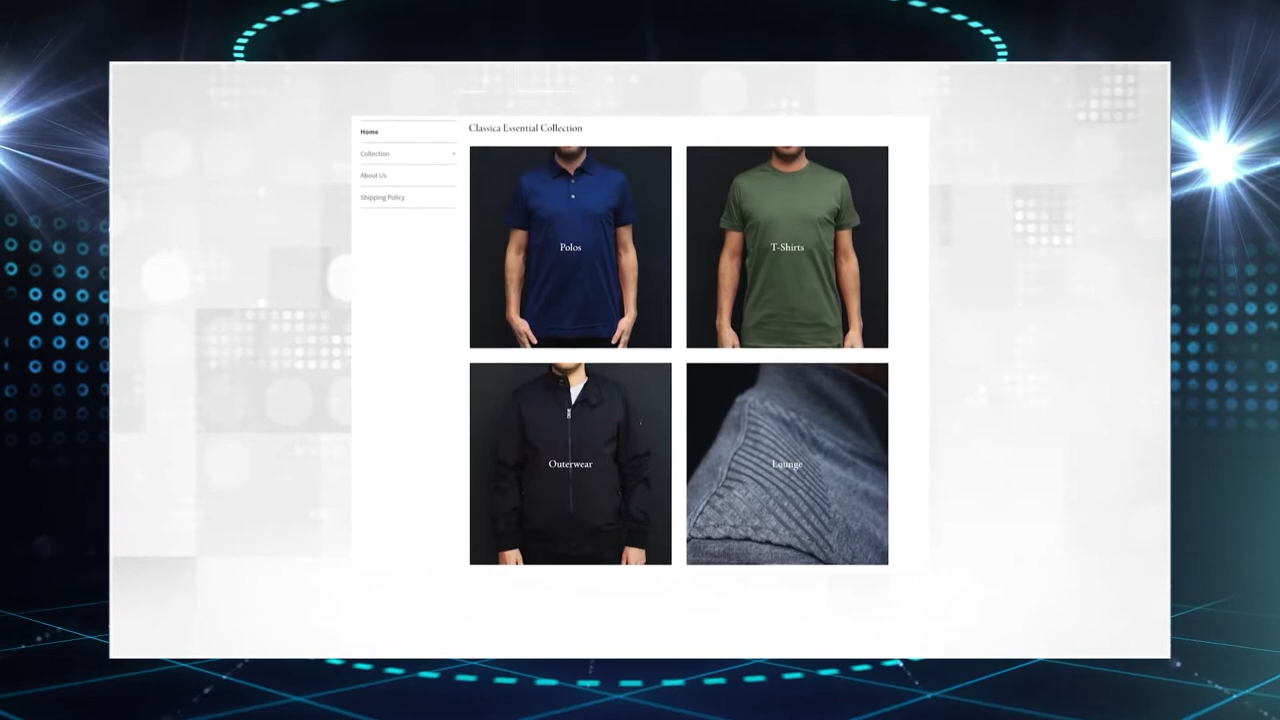 Home
Collection +
About Us
Shipping Policy
Classica Essential Collection
Polos
T-Shirts
Outerwear
Lounge